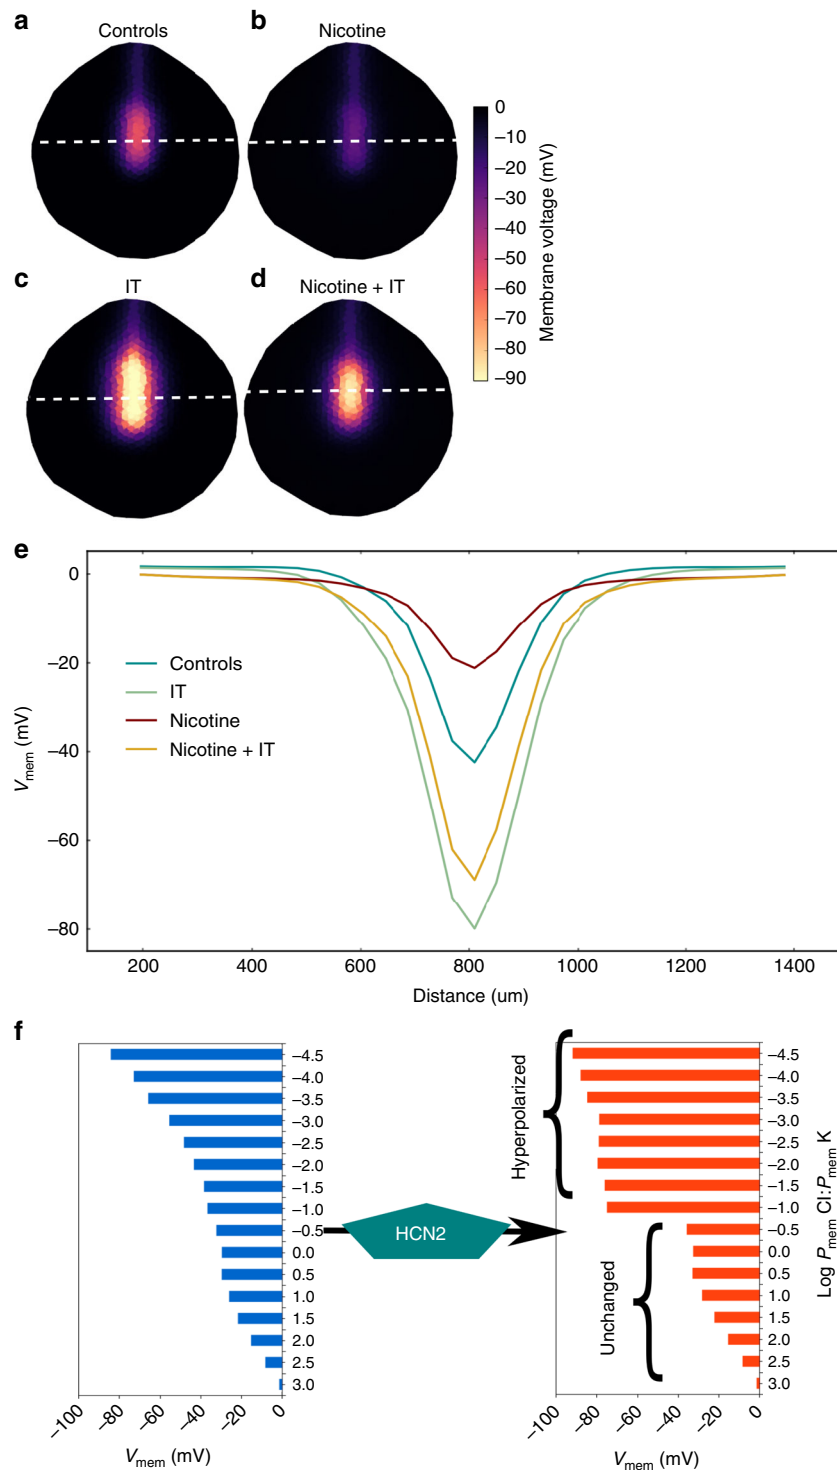 a
Controls
b
Nicotine
0
–10
–20
–30
–40
–50
–60
–70
–80
–90
Membrane voltage (mV)
c
IT
d
Nicotine + IT
e
0
–20
–40
–60
–80
V mem (mV)
Controls
IT
Nicotine
Nicotine + IT
200
400
600
800
1000
1200
1400
Distance (um)
f
–4.5
–4.0
–3.5
–3.0
–2.5
–2.0
–1.5
–1.0
–0.5
0.0
0.5
1.0
1.5
2.0
2.5
3.0
–100
–80
–60
–40
–20
0
V mem (mV)
HCN2
Hyperpolarized
Unchanged
–4.5
–4.0
–3.5
–3.0
–2.5
–2.0
–1.5
–1.0
–0.5
0.0
0.5
1.0
1.5
2.0
2.5
3.0
Log P mem Cl:P mem K
–100
–80
–60
–40
–20
0
V mem (mV)